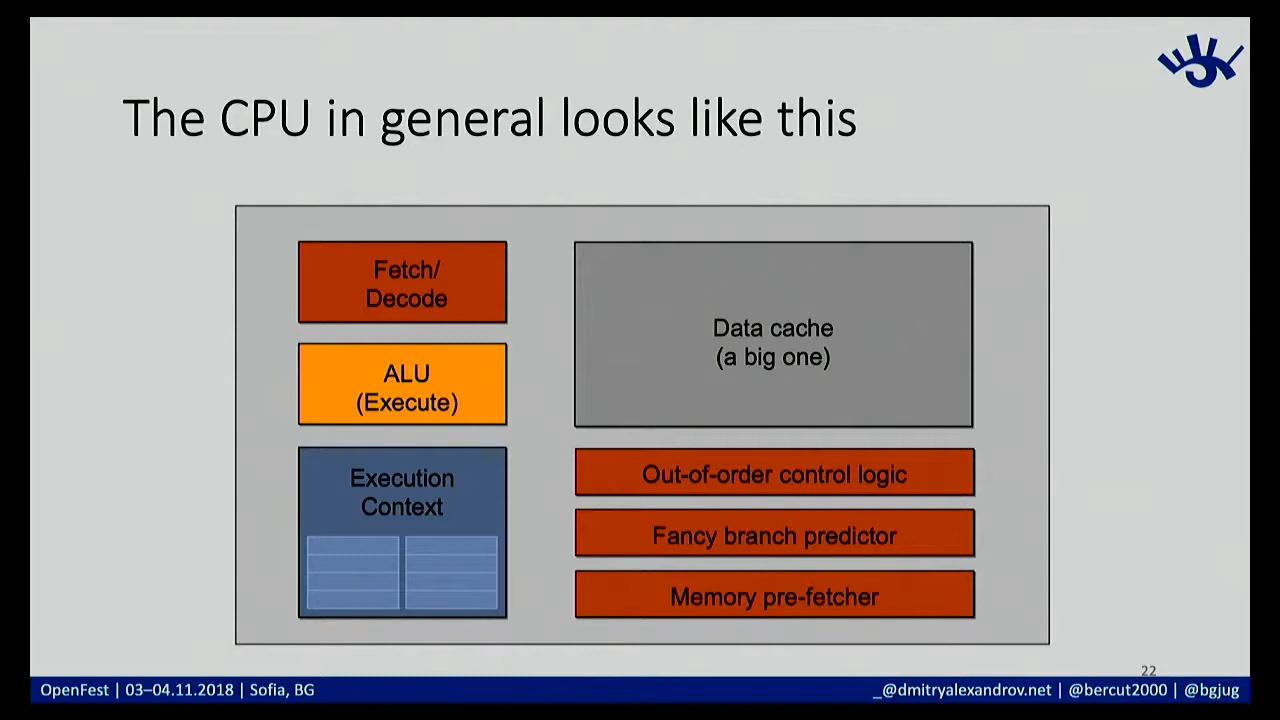 The CPU in general looks like this
Fetch/
Decode
ALU
(Execute)
Execution
Context
Data cache
(a big one)
Out-of-order control logic
Fancy branch predictor
Memory pre-fetcher
22
OpenFest | 03–04.11.2018 | Sofia, BG
_@dmitryalexandrov.net | @bercut2000 | @bgjug